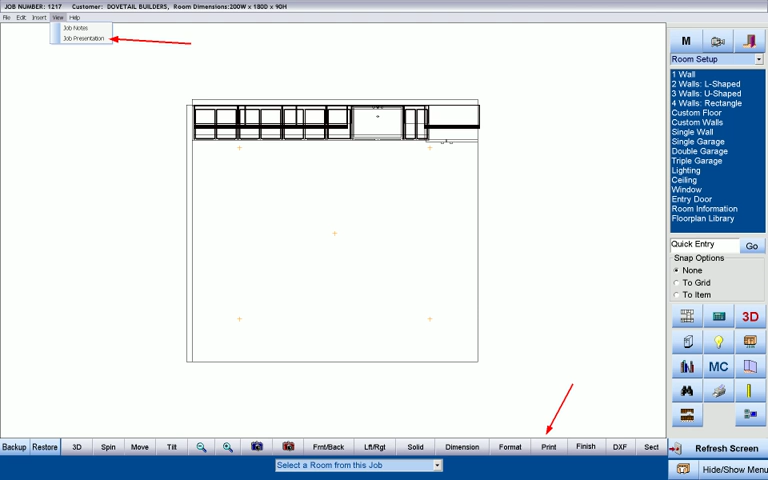 JOB NUMBER: 1217 Customer: DOVETAIL BUILDERS, Room Dimensions:200W x 180D x 90H
File Edit Insert View Help
Job Notes
Job Presentation
M
Room Setup
1 Wall
2 Walls: L-Shaped
3 Walls: U-Shaped
4 Walls: Rectangle
Custom Floor
Custom Walls
Single Wall
Single Garage
Double Garage
Triple Garage
Lighting
Ceiling
Window
Entry Door
Room Information
Floorplan Library
Quick Entry Go
Snap Options
None
To Grid
To Item
3D
MC
Backup Restore 3D Spin Move Tilt Frnt/Back Lft/Rgt Solid Dimension Format Print Finish DXF Sect Refresh Screen
Select a Room from this Job Hide/Show Menu